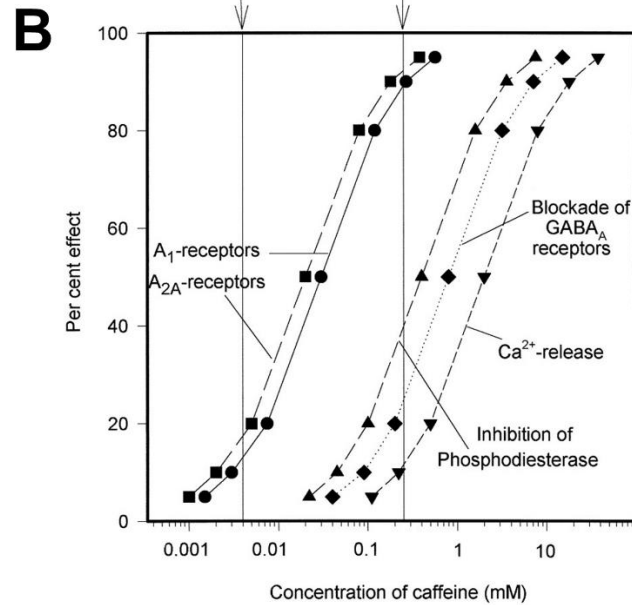 B
100
80
60
40
20
0
Per cent effect
A₁-receptors
A₂A-receptors
Blockade of
GABA_A
receptors
Ca²⁺-release
Inhibition of
Phosphodiesterase
0.001
0.01
0.1
1
10
Concentration of caffeine (mM)